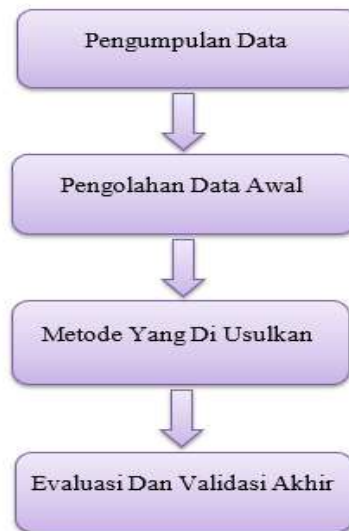 Pengumpulan Data
Pengolahan Data Awal
Metode Yang Di Usulkan
Evaluasi Dan Validasi Akhir